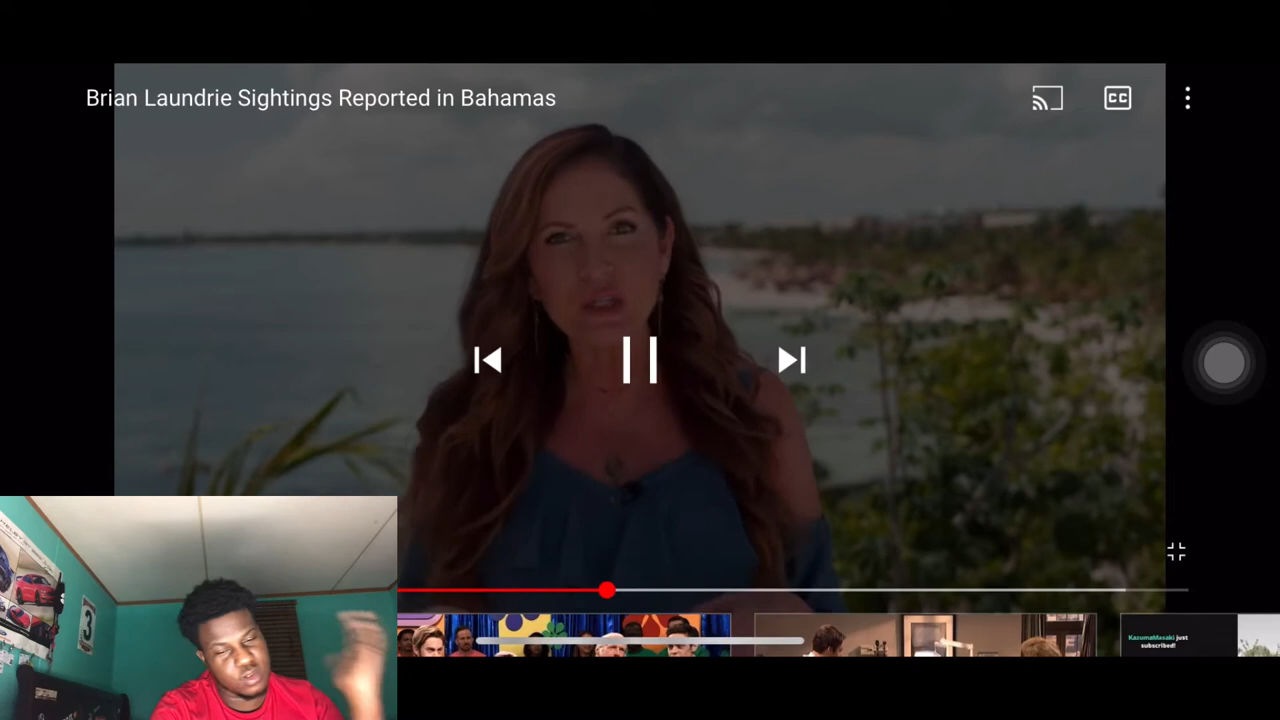 Brian Laundrie Sightings Reported in Bahamas
CC
3
KazumaMasaki just
subscribed!